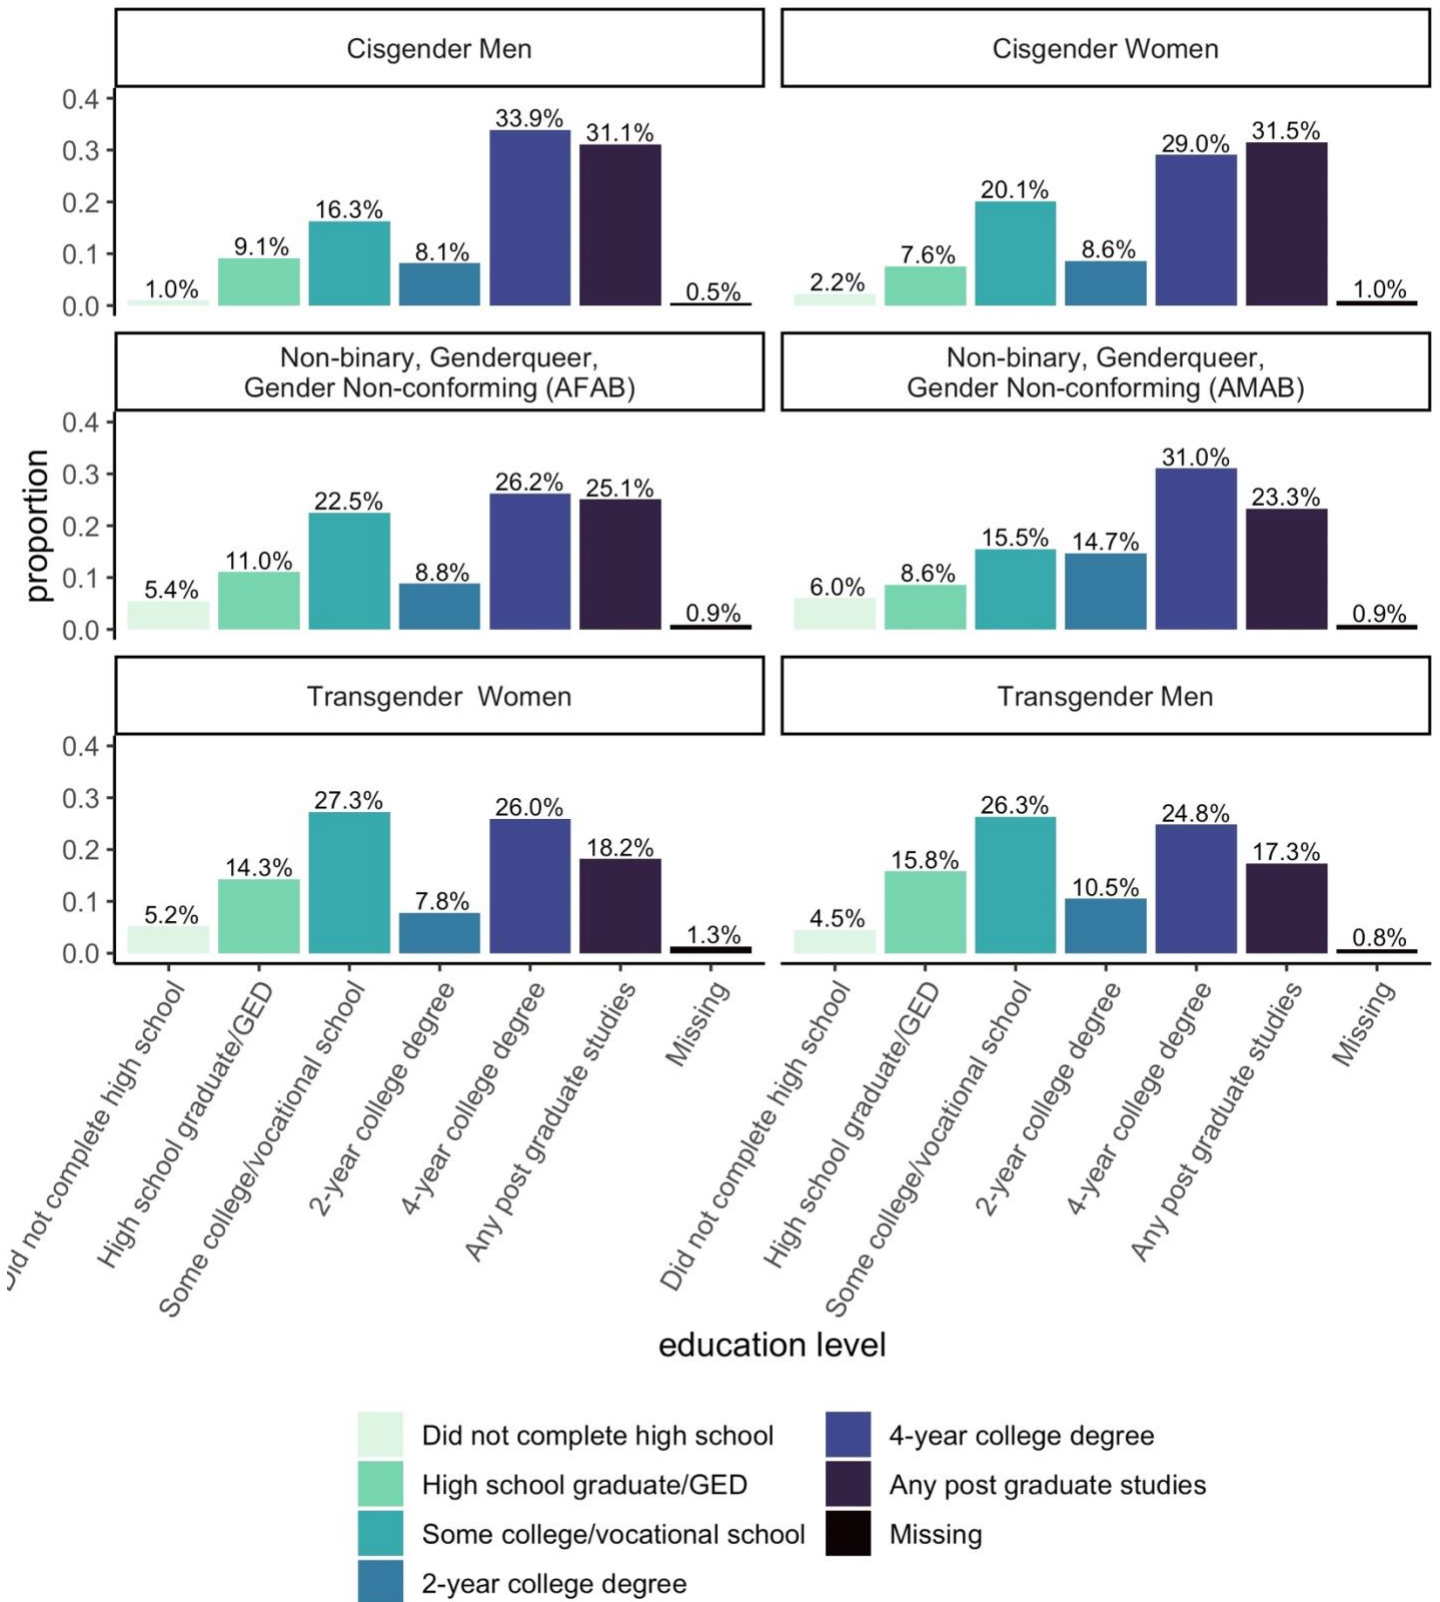 Cisgender Men
Cisgender Women
0.4
0.3
0.2
0.1
0.0
1.0%
9.1%
16.3%
8.1%
33.9%
31.1%
0.5%
2.2%
7.6%
20.1%
8.6%
29.0%
31.5%
1.0%
Non-binary, Genderqueer,
Gender Non-conforming (AFAB)
Non-binary, Genderqueer,
Gender Non-conforming (AMAB)
proportion
0.4
0.3
0.2
0.1
0.0
5.4%
11.0%
22.5%
8.8%
26.2%
25.1%
0.9%
6.0%
8.6%
15.5%
14.7%
31.0%
23.3%
0.9%
Transgender  Women
Transgender Men
0.4
0.3
0.2
0.1
0.0
5.2%
14.3%
27.3%
7.8%
26.0%
18.2%
1.3%
4.5%
15.8%
26.3%
10.5%
24.8%
17.3%
0.8%
Did not complete high school
High school graduate/GED
Some college/vocational school
2-year college degree
4-year college degree
Any post graduate studies
Missing
Did not complete high school
High school graduate/GED
Some college/vocational school
2-year college degree
4-year college degree
Any post graduate studies
Missing
education level
Did not complete high school
High school graduate/GED
Some college/vocational school
2-year college degree
4-year college degree
Any post graduate studies
Missing